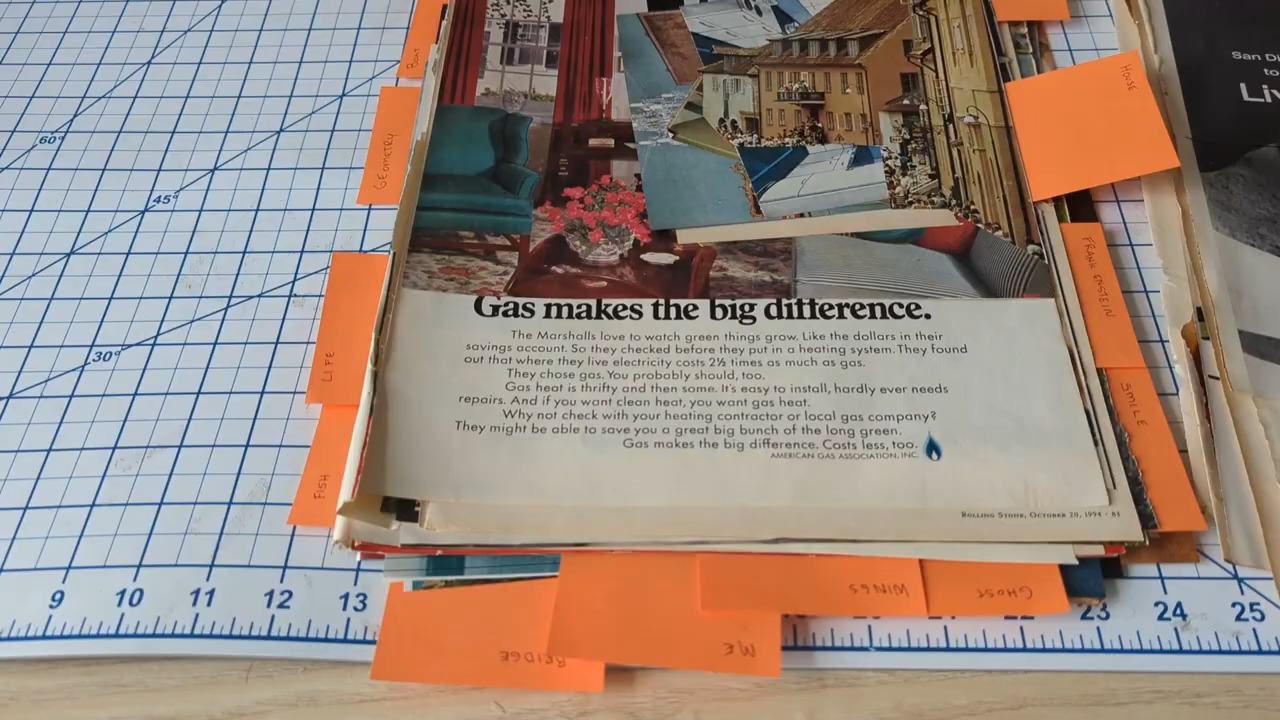 BOAT
GEOMETRY
LIFE
FISH
HOUSE
FRANKENSTEIN
SMILE
BRIDGE
ME
WINGS
GHOST
San Di
to
Liv
60°
45°
30°
Gas makes the big difference.
The Marshalls love to watch green things grow. Like the dollars in their
savings account. So they checked before they put in a heating system. They found
out that where they live electricity costs 2½ times as much as gas.
They chose gas. You probably should, too.
Gas heat is thrifty and then some. It's easy to install, hardly ever needs
repairs. And if you want clean heat, you want gas heat.
Why not check with your heating contractor or local gas company?
They might be able to save you a great big bunch of the long green.
Gas makes the big difference. Costs less, too.
AMERICAN GAS ASSOCIATION, INC.
ROLLING STONE, OCTOBER 20, 1994 · 81
9 10 11 12 13 22 23 24 25